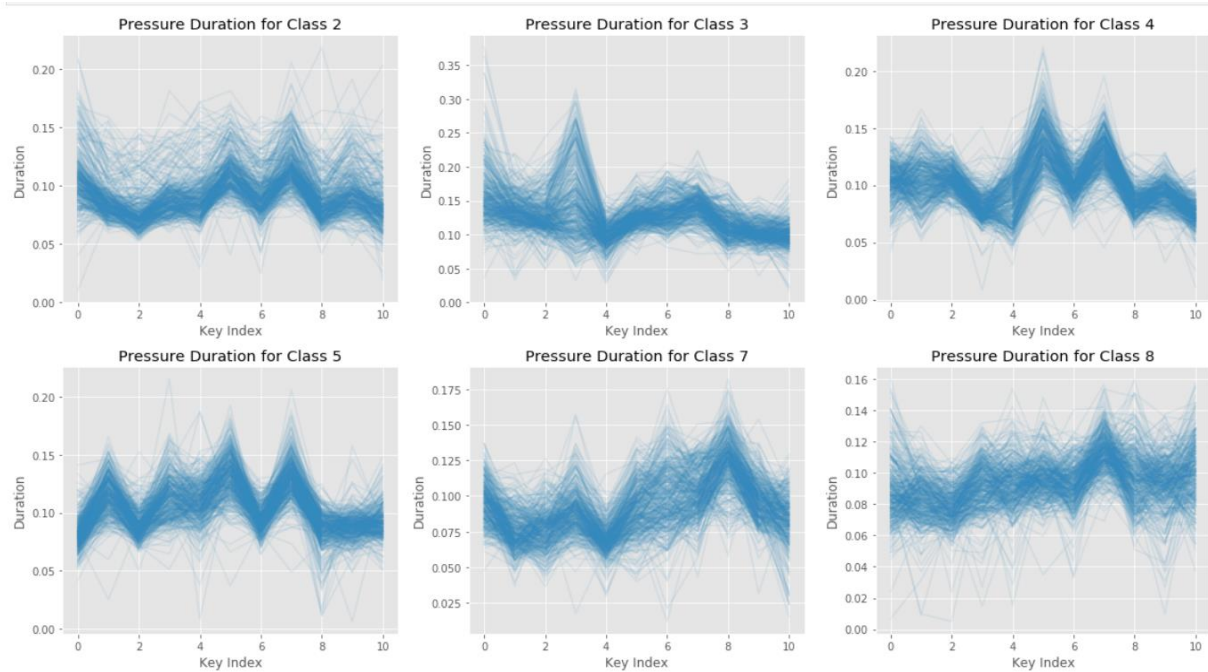 Pressure Duration for Class 2
0.20
0.15
0.10
0.05
0.00
Duration
0 2 4 6 8 10
Key Index
Pressure Duration for Class 3
0.35
0.30
0.25
0.20
0.15
0.10
0.05
0.00
Duration
0 2 4 6 8 10
Key Index
Pressure Duration for Class 4
0.20
0.15
0.10
0.05
0.00
Duration
0 2 4 6 8 10
Key Index
Pressure Duration for Class 5
0.20
0.15
0.10
0.05
0.00
Duration
0 2 4 6 8 10
Key Index
Pressure Duration for Class 7
0.175
0.150
0.125
0.100
0.075
0.050
0.025
Duration
0 2 4 6 8 10
Key Index
Pressure Duration for Class 8
0.16
0.14
0.12
0.10
0.08
0.06
0.04
0.02
0.00
Duration
0 2 4 6 8 10
Key Index